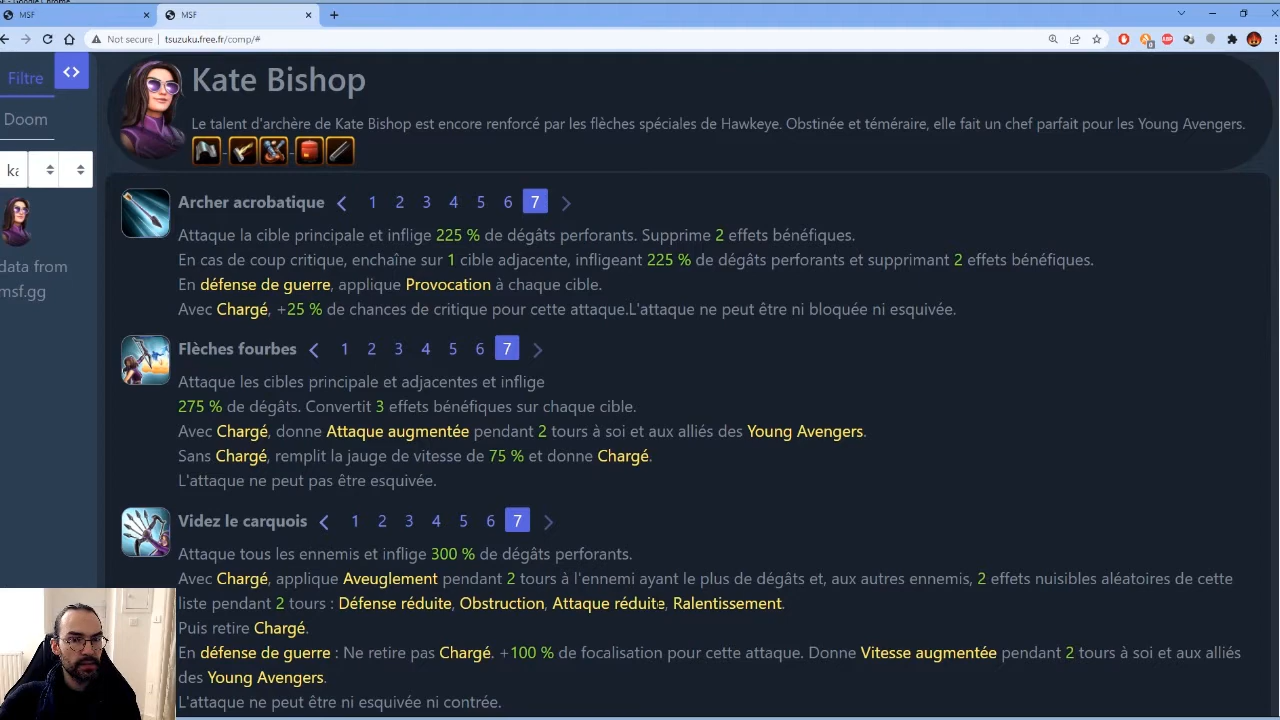 MSF
MSF
Not secure
tsuzuku.free.fr/comp/#
Filtre
Doom
data from
msf.gg
Kate Bishop
Le talent d'archère de Kate Bishop est encore renforcé par les flèches spéciales de Hawkeye. Obstinée et téméraire, elle fait un chef parfait pour les Young Avengers.
Archer acrobatique 1 2 3 4 5 6 7
Attaque la cible principale et inflige 225 % de dégâts perforants. Supprime 2 effets bénéfiques.
En cas de coup critique, enchaîne sur 1 cible adjacente, infligeant 225 % de dégâts perforants et supprimant 2 effets bénéfiques.
En défense de guerre, applique Provocation à chaque cible.
Avec Chargé, +25 % de chances de critique pour cette attaque.L'attaque ne peut être ni bloquée ni esquivée.
Flèches fourbes 1 2 3 4 5 6 7
Attaque les cibles principale et adjacentes et inflige
275 % de dégâts. Convertit 3 effets bénéfiques sur chaque cible.
Avec Chargé, donne Attaque augmentée pendant 2 tours à soi et aux alliés des Young Avengers.
Sans Chargé, remplit la jauge de vitesse de 75 % et donne Chargé.
L'attaque ne peut pas être esquivée.
Videz le carquois 1 2 3 4 5 6 7
Attaque tous les ennemis et inflige 300 % de dégâts perforants.
Avec Chargé, applique Aveuglement pendant 2 tours à l'ennemi ayant le plus de dégâts et, aux autres ennemis, 2 effets nuisibles aléatoires de cette
liste pendant 2 tours : Défense réduite, Obstruction, Attaque réduite, Ralentissement.
Puis retire Chargé.
En défense de guerre : Ne retire pas Chargé. +100 % de focalisation pour cette attaque. Donne Vitesse augmentée pendant 2 tours à soi et aux alliés
des Young Avengers.
L'attaque ne peut être ni esquivée ni contrée.